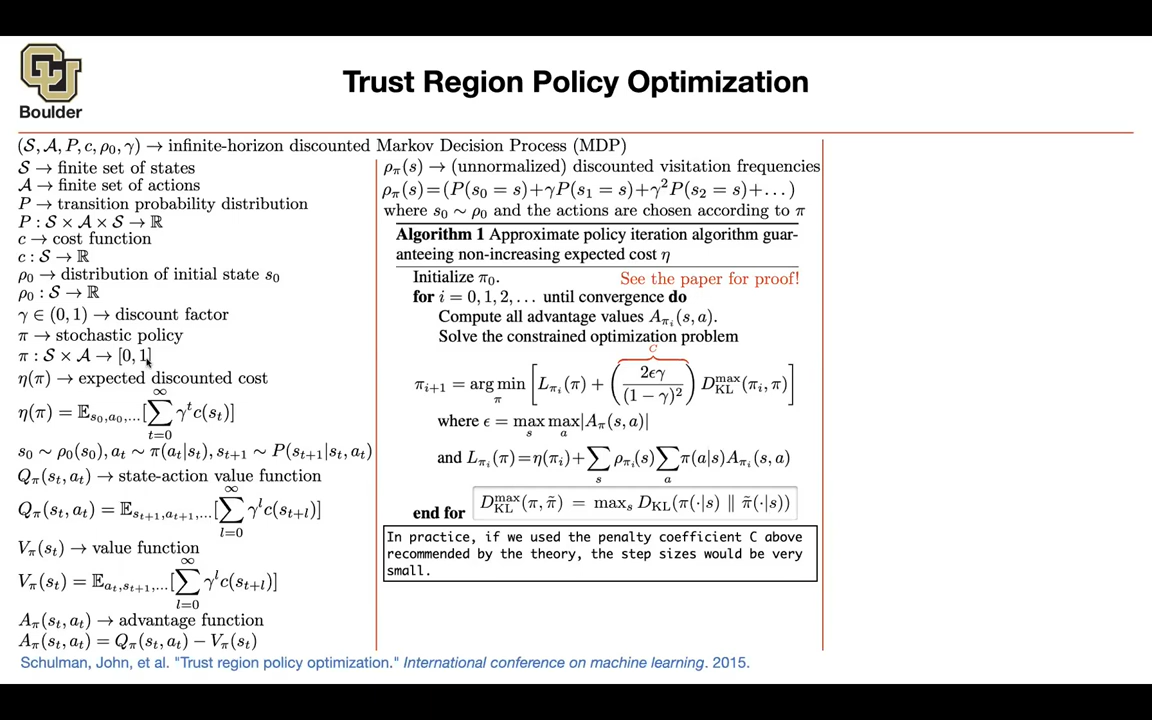 Boulder
Trust Region Policy Optimization
(𝒮, 𝒜, P, c, ρ₀, γ) → infinite-horizon discounted Markov Decision Process (MDP)
𝒮 → finite set of states
𝒜 → finite set of actions
P → transition probability distribution
P : 𝒮 × 𝒜 × 𝒮 → ℝ
c → cost function
c : 𝒮 → ℝ
ρ₀ → distribution of initial state s₀
ρ₀ : 𝒮 → ℝ
γ ∈ (0, 1) → discount factor
π → stochastic policy
π : 𝒮 × 𝒜 → [0, 1]
η(π) → expected discounted cost
η(π) = 𝔼_{s₀,a₀,...}[∑_{t=0}^{∞} γ^t c(s_t)]
s₀ ∼ ρ₀(s₀), a_t ∼ π(a_t|s_t), s_{t+1} ∼ P(s_{t+1}|s_t, a_t)
Q_π(s_t, a_t) → state-action value function
Q_π(s_t, a_t) = 𝔼_{s_{t+1},a_{t+1},...}[∑_{l=0}^{∞} γ^l c(s_{t+l})]
V_π(s_t) → value function
V_π(s_t) = 𝔼_{a_t,s_{t+1},...}[∑_{l=0}^{∞} γ^l c(s_{t+l})]
A_π(s_t, a_t) → advantage function
A_π(s_t, a_t) = Q_π(s_t, a_t) − V_π(s_t)
ρ_π(s) → (unnormalized) discounted visitation frequencies
ρ_π(s) = (P(s₀ = s)+γP(s₁ = s)+γ²P(s₂ = s)+...)
where s₀ ∼ ρ₀ and the actions are chosen according to π
Algorithm 1 Approximate policy iteration algorithm guar-
anteeing non-increasing expected cost η
Initialize π₀. See the paper for proof!
for i = 0, 1, 2, ... until convergence do
Compute all advantage values A_{π_i}(s, a).
Solve the constrained optimization problem
C
π_{i+1} = arg min_π [L_{π_i}(π) + (2εγ/(1 − γ)²) D_KL^max(π_i, π)]
where ε = max_s max_a |A_π(s, a)|
and L_{π_i}(π) = η(π_i) + ∑_s ρ_{π_i}(s) ∑_a π(a|s)A_{π_i}(s, a)
end for D_KL^max(π, π̃) = max_s D_KL(π(·|s) ∥ π̃(·|s))
In practice, if we used the penalty coefficient C above
recommended by the theory, the step sizes would be very
small.
Schulman, John, et al. "Trust region policy optimization." International conference on machine learning. 2015.